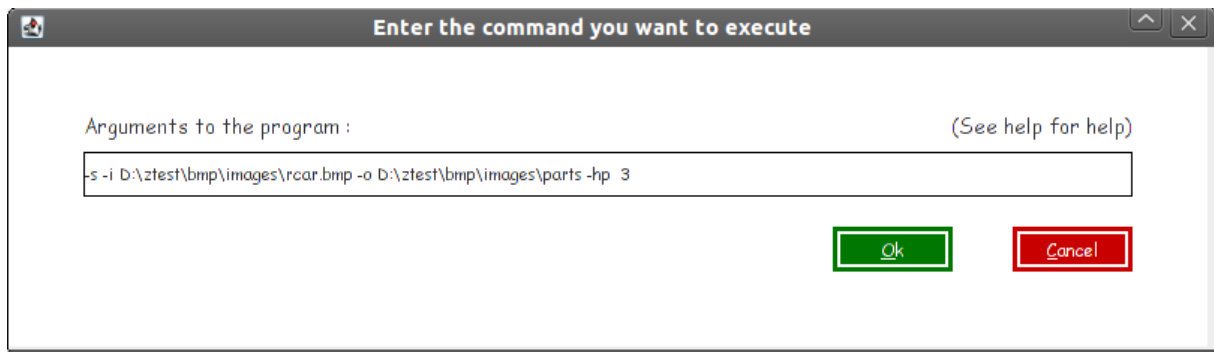 Enter the command you want to execute
Arguments to the program : (See help for help)
-s -i D:\ztest\bmp\images\rcar.bmp -o D:\ztest\bmp\images\parts -hp  3
Ok Cancel